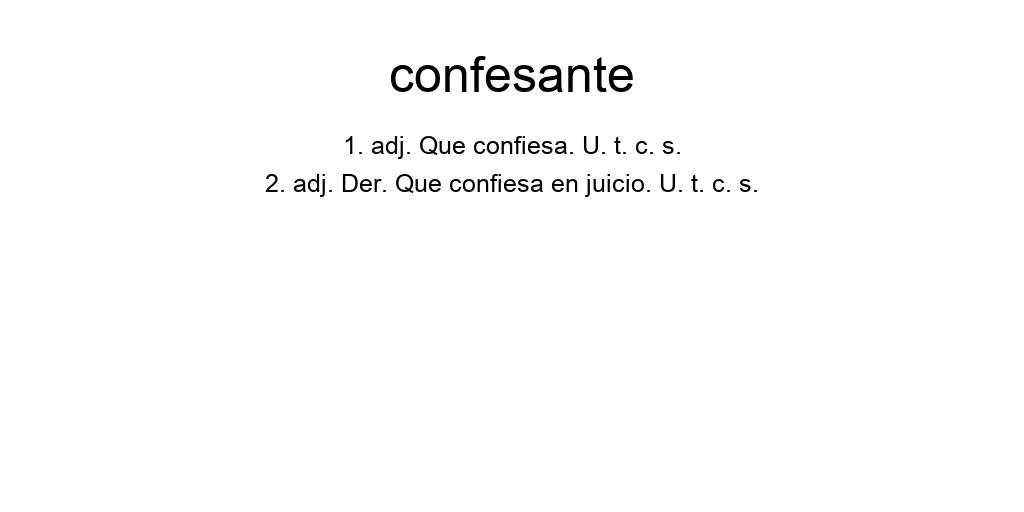 confesante
1. adj. Que confiesa. U. t. c. s.
2. adj. Der. Que confiesa en juicio. U. t. c. s.